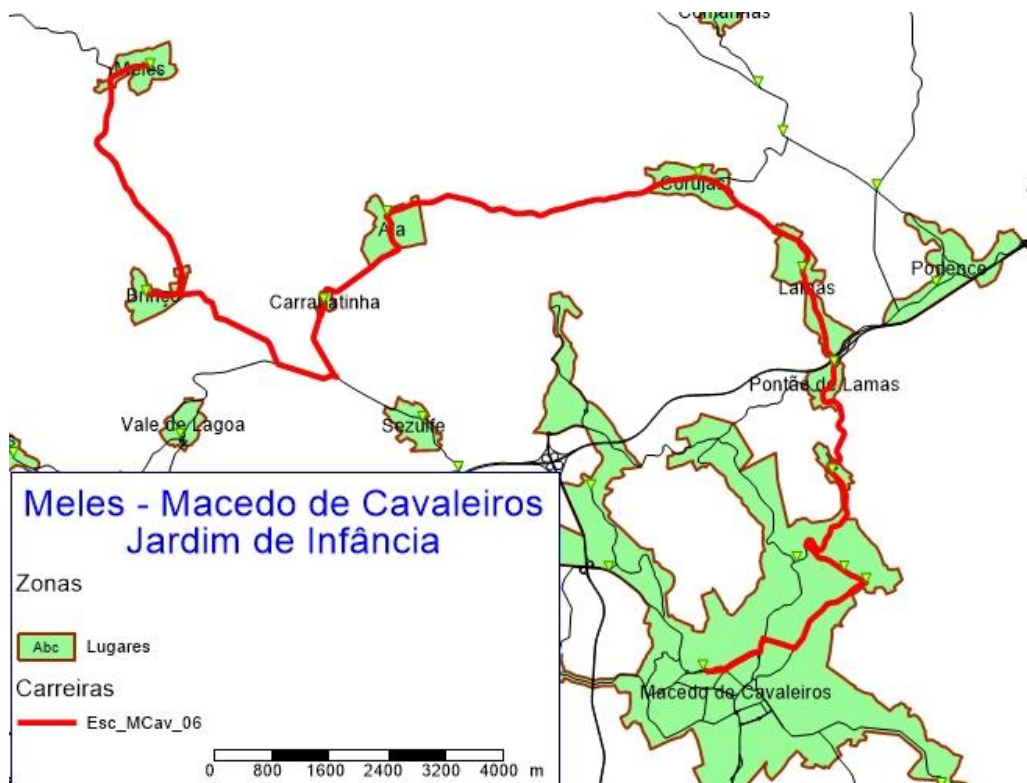 Comunhas
Meles
Corujas
Ala
Podence
Lamas
Brinço
Carrapatinha
Pontão de Lamas
Vale de Lagoa
Sezulfe
Meles - Macedo de Cavaleiros
Jardim de Infância
Zonas
Abc Lugares
Carreiras
Esc_MCav_06
0 800 1600 2400 3200 4000 m
Macedo de Cavaleiros